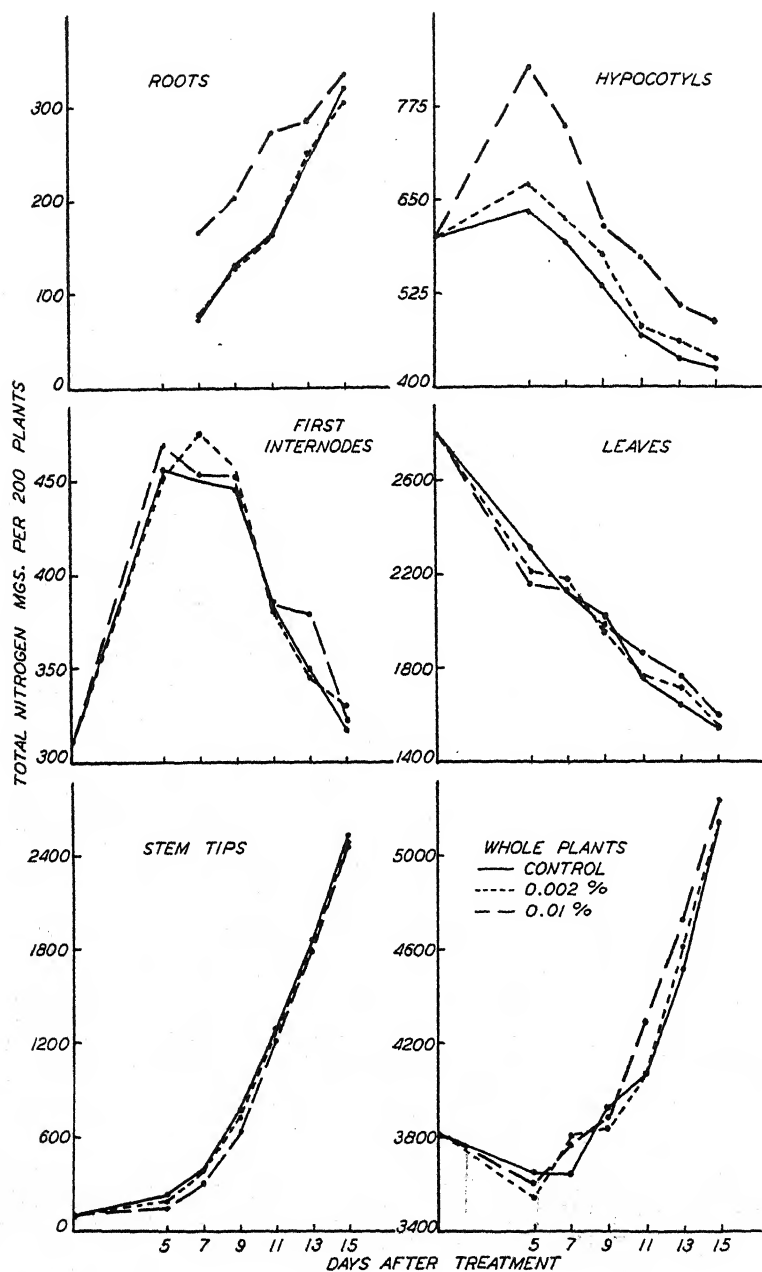 TOTAL NITROGEN MGS. PER 200 PLANTS
ROOTS
300
200
100
0
HYPOCOTYLS
775
650
525
400
FIRST
INTERNODES
450
400
350
300
LEAVES
2600
2200
1800
1400
STEM TIPS
2400
1800
1200
600
0
WHOLE PLANTS
CONTROL
0.002 %
0.01 %
5000
4600
4200
3800
3400
5 7 9 11 13 15
5 7 9 11 13 15
DAYS AFTER TREATMENT